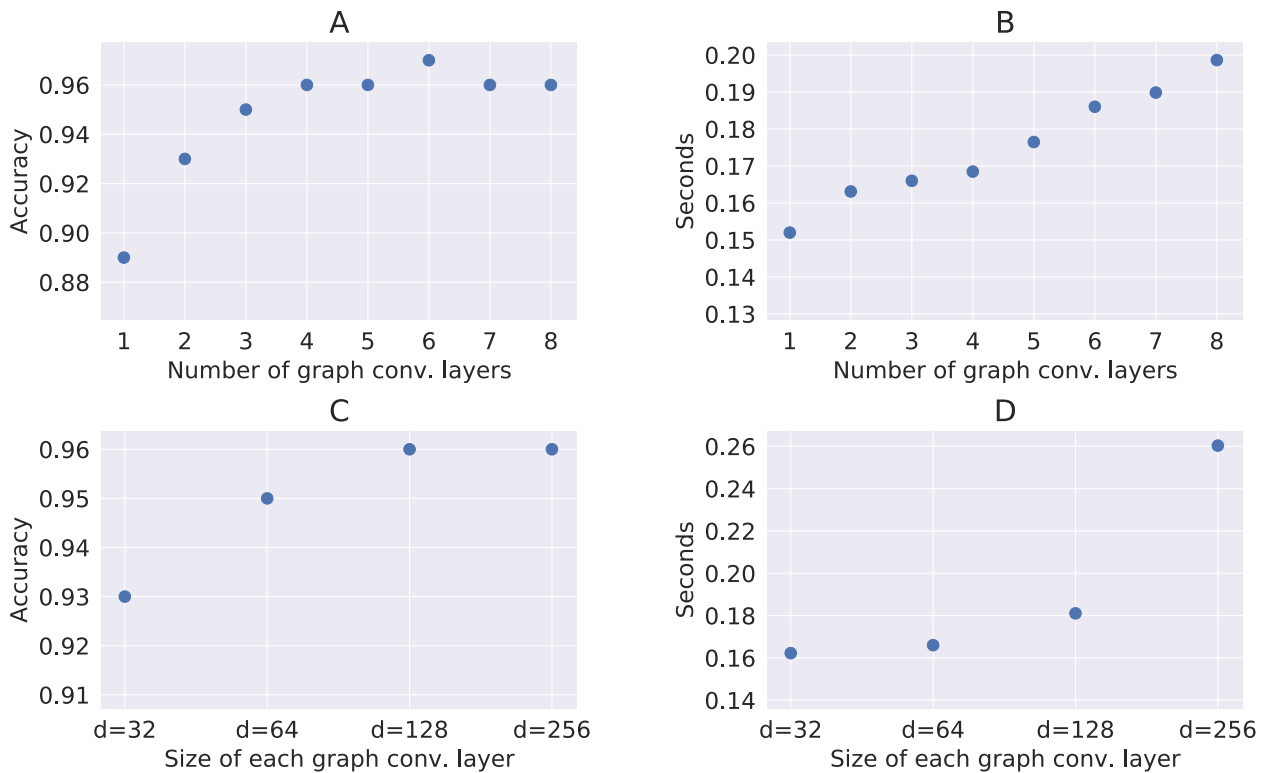 A
Accuracy
0.96
0.94
0.92
0.90
0.88
1 2 3 4 5 6 7 8
Number of graph conv. layers
B
Seconds
0.20
0.19
0.18
0.17
0.16
0.15
0.14
0.13
1 2 3 4 5 6 7 8
Number of graph conv. layers
C
Accuracy
0.96
0.95
0.94
0.93
0.92
0.91
d=32 d=64 d=128 d=256
Size of each graph conv. layer
D
Seconds
0.26
0.24
0.22
0.20
0.18
0.16
0.14
d=32 d=64 d=128 d=256
Size of each graph conv. layer